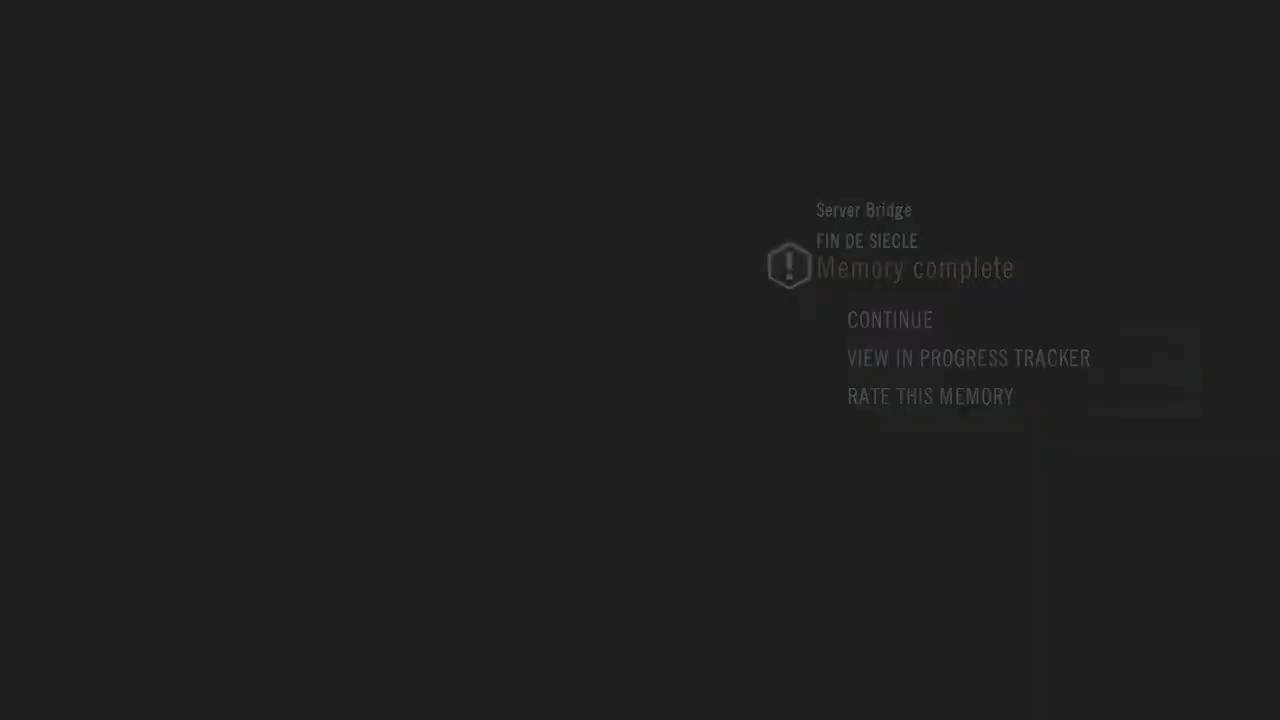 Server Bridge
FIN DE SIECLE
Memory complete
CONTINUE
VIEW IN PROGRESS TRACKER
RATE THIS MEMORY